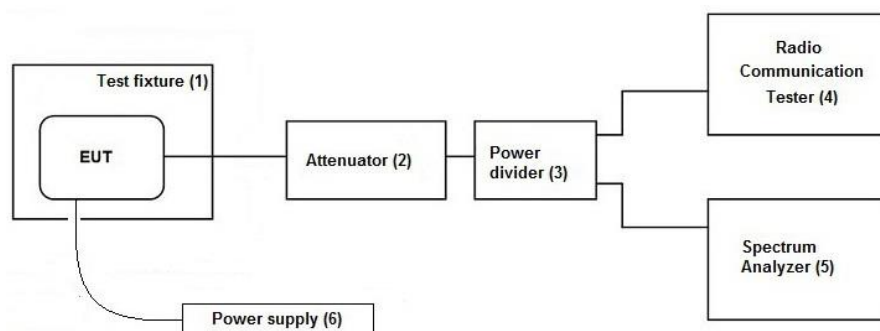 Test fixture (1)
EUT
Attenuator (2)
Power
divider (3)
Radio
Communication
Tester (4)
Spectrum
Analyzer (5)
Power supply (6)